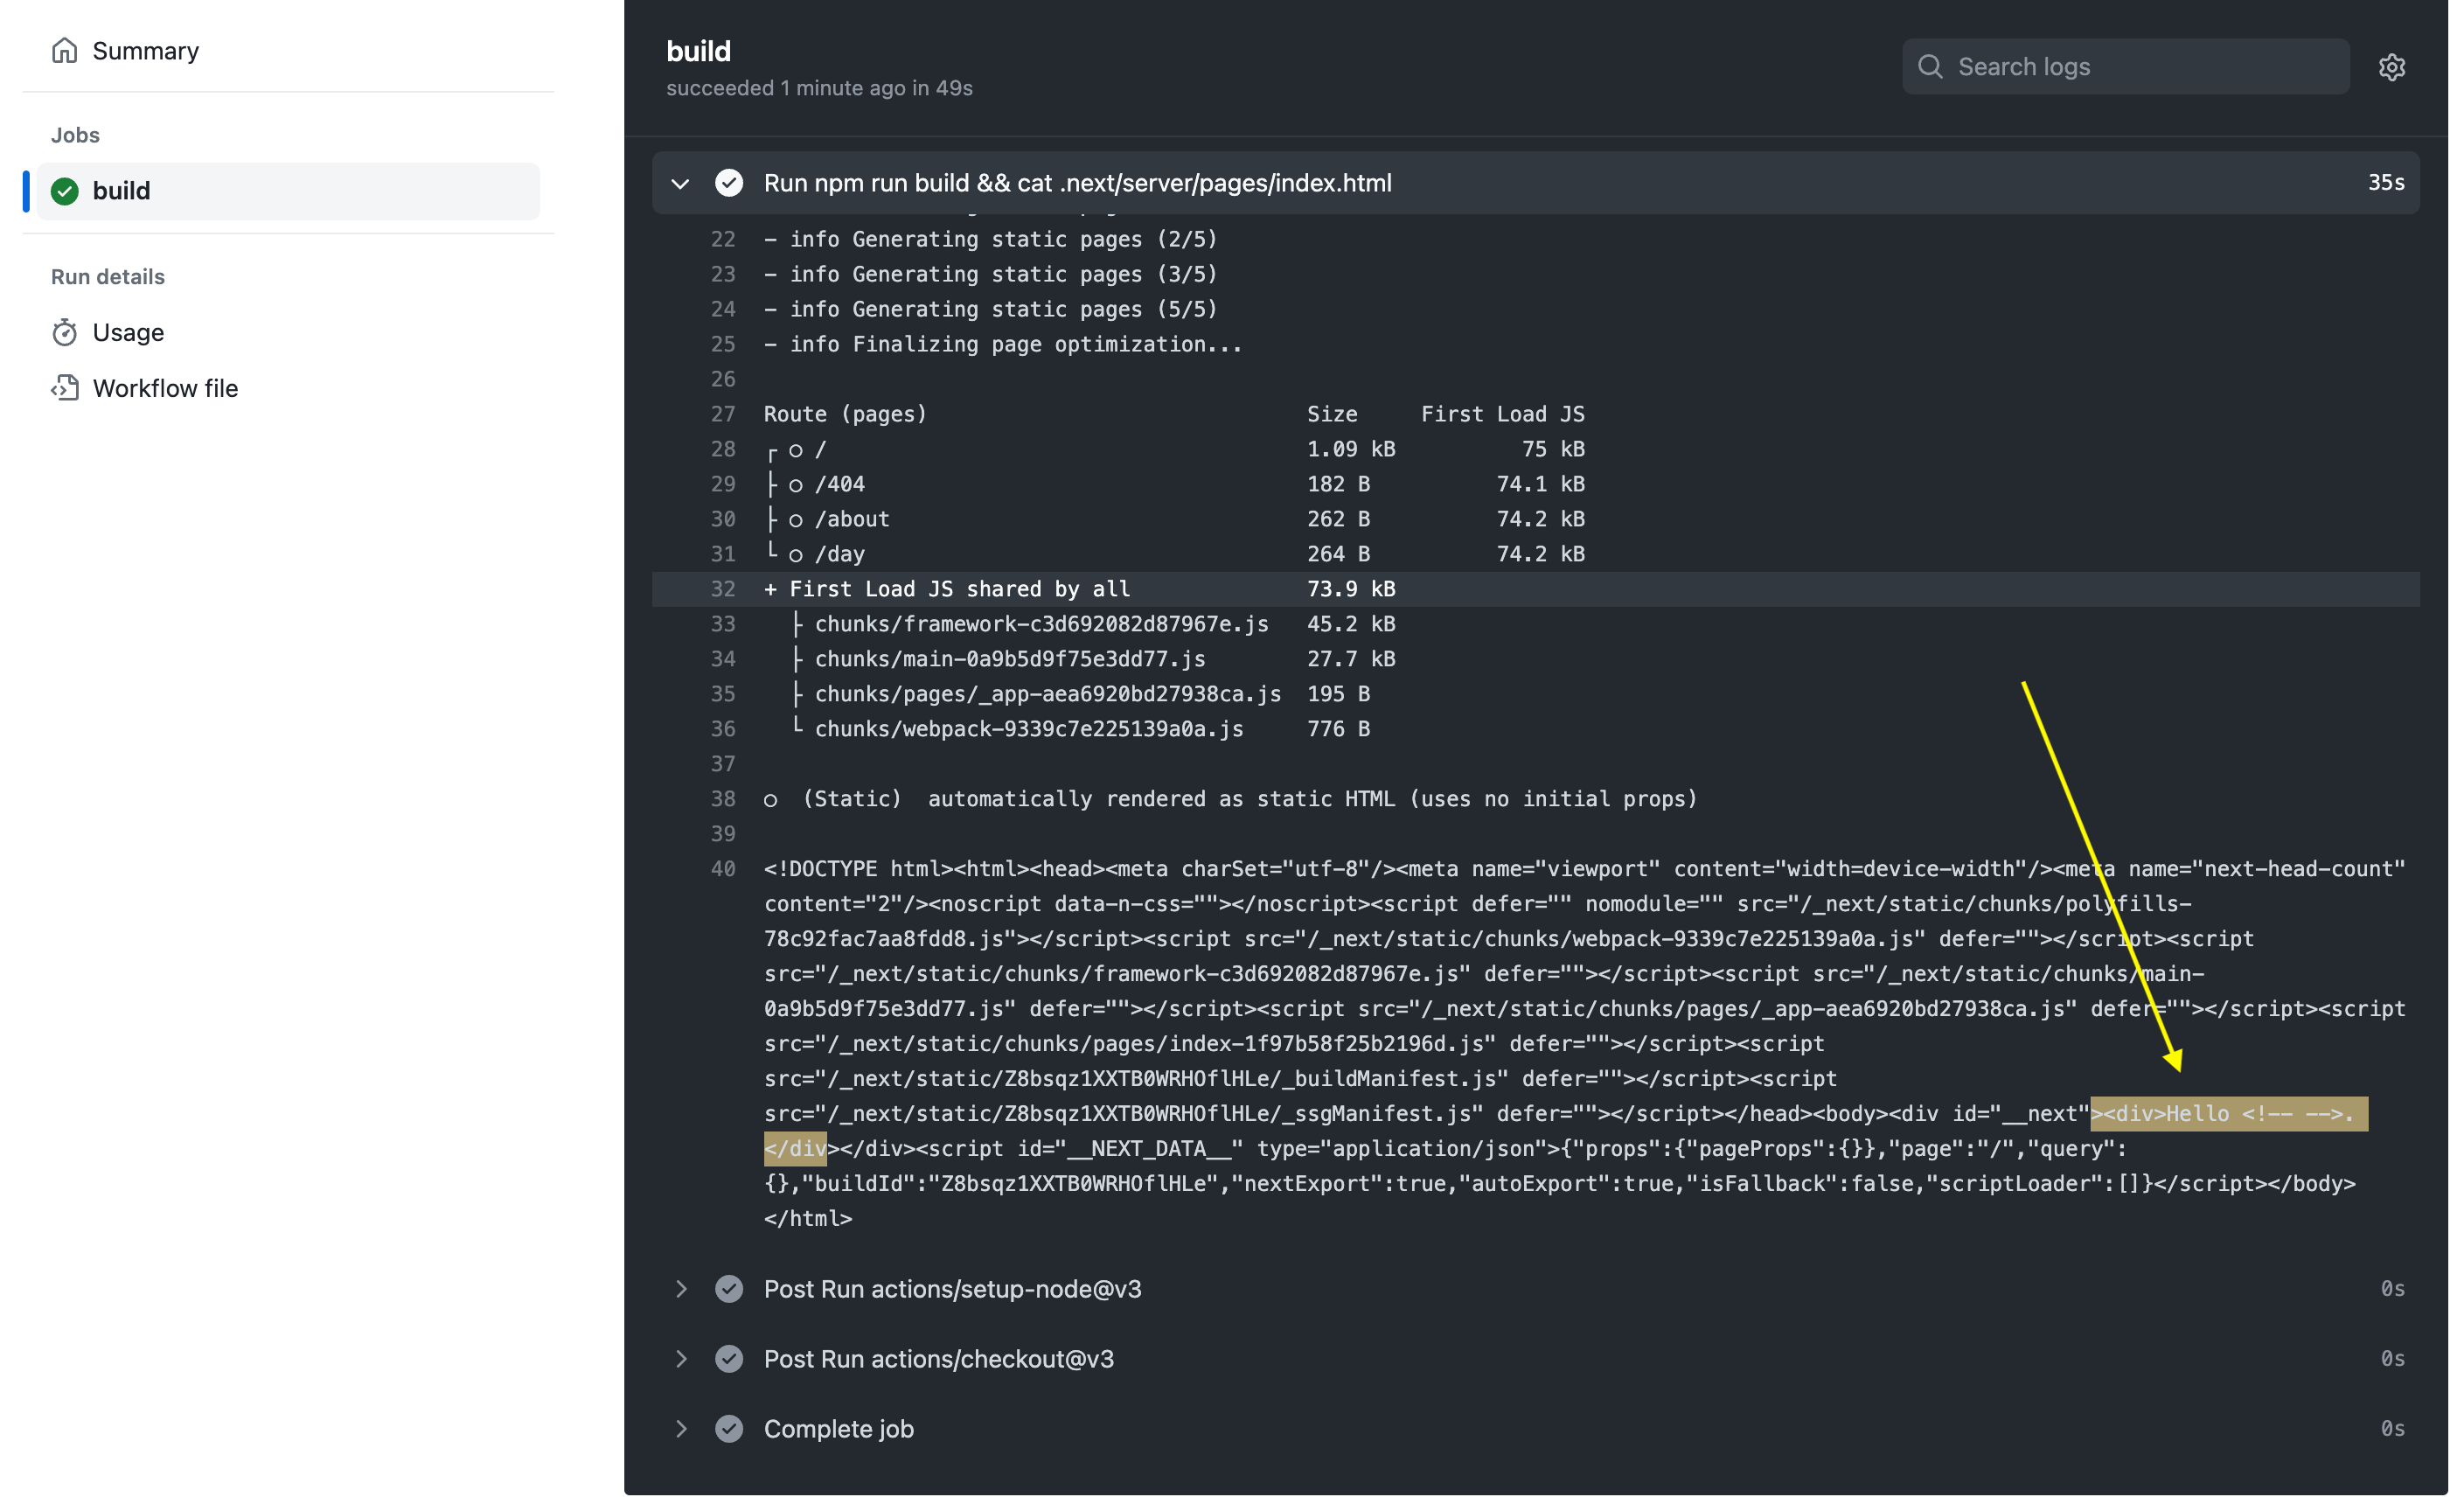 Summary
Jobs
build
Run details
Usage
Workflow file
build
succeeded 1 minute ago in 49s
Search logs
Run npm run build && cat .next/server/pages/index.html 35s
22 - info Generating static pages (2/5)
23 - info Generating static pages (3/5)
24 - info Generating static pages (5/5)
25 - info Finalizing page optimization...
26
27 Route (pages) Size First Load JS
28 ┌ ○ / 1.09 kB 75 kB
29 ├ ○ /404 182 B 74.1 kB
30 ├ ○ /about 262 B 74.2 kB
31 └ ○ /day 264 B 74.2 kB
32 + First Load JS shared by all 73.9 kB
33 ├ chunks/framework-c3d692082d87967e.js 45.2 kB
34 ├ chunks/main-0a9b5d9f75e3dd77.js 27.7 kB
35 ├ chunks/pages/_app-aea6920bd27938ca.js 195 B
36 └ chunks/webpack-9339c7e225139a0a.js 776 B
37
38 ○ (Static) automatically rendered as static HTML (uses no initial props)
39
40 <!DOCTYPE html><html><head><meta charSet="utf-8"/><meta name="viewport" content="width=device-width"/><meta name="next-head-count"
content="2"/><noscript data-n-css=""></noscript><script defer="" nomodule="" src="/_next/static/chunks/polyfills-
78c92fac7aa8fdd8.js"></script><script src="/_next/static/chunks/webpack-9339c7e225139a0a.js" defer=""></script><script
src="/_next/static/chunks/framework-c3d692082d87967e.js" defer=""></script><script src="/_next/static/chunks/main-
0a9b5d9f75e3dd77.js" defer=""></script><script src="/_next/static/chunks/pages/_app-aea6920bd27938ca.js" defer=""></script><script
src="/_next/static/chunks/pages/index-1f97b58f25b2196d.js" defer=""></script><script
src="/_next/static/Z8bsqz1XXTB0WRHOflHLe/_buildManifest.js" defer=""></script><script
src="/_next/static/Z8bsqz1XXTB0WRHOflHLe/_ssgManifest.js" defer=""></script></head><body><div id="__next"><div>Hello <!-- -->.
</div></div><script id="__NEXT_DATA__" type="application/json">{"props":{"pageProps":{}},"page":"/","query":
{},"buildId":"Z8bsqz1XXTB0WRHOflHLe","nextExport":true,"autoExport":true,"isFallback":false,"scriptLoader":[]}</script></body>
</html>
Post Run actions/setup-node@v3 0s
Post Run actions/checkout@v3 0s
Complete job 0s